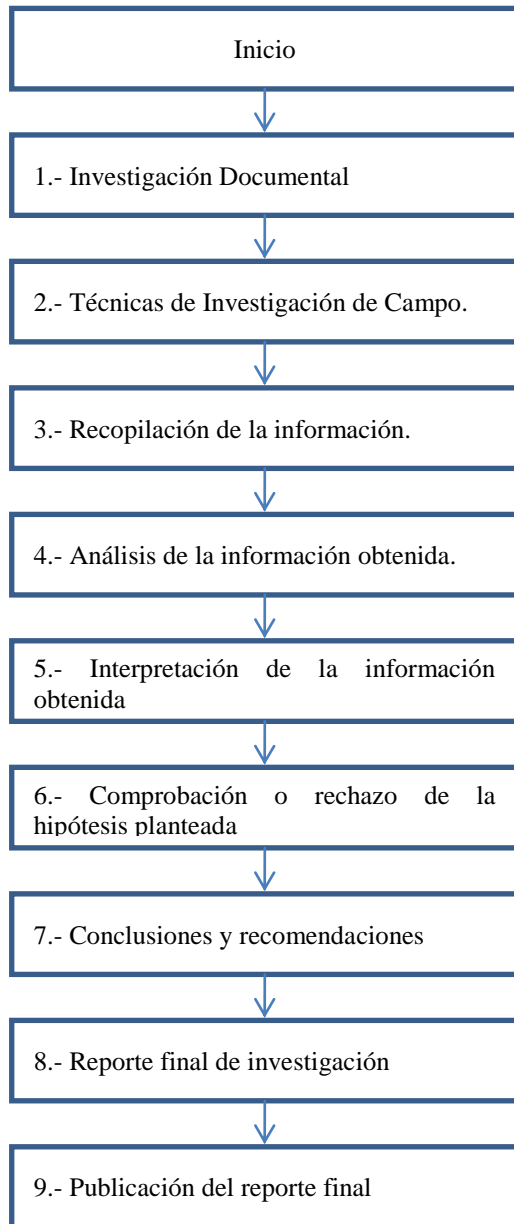 Inicio
1.- Investigación Documental
2.- Técnicas de Investigación de Campo.
3.- Recopilación de la información.
4.- Análisis de la información obtenida.
5.- Interpretación de la información
obtenida
6.- Comprobación o rechazo de la
hipótesis planteada
7.- Conclusiones y recomendaciones
8.- Reporte final de investigación
9.- Publicación del reporte final